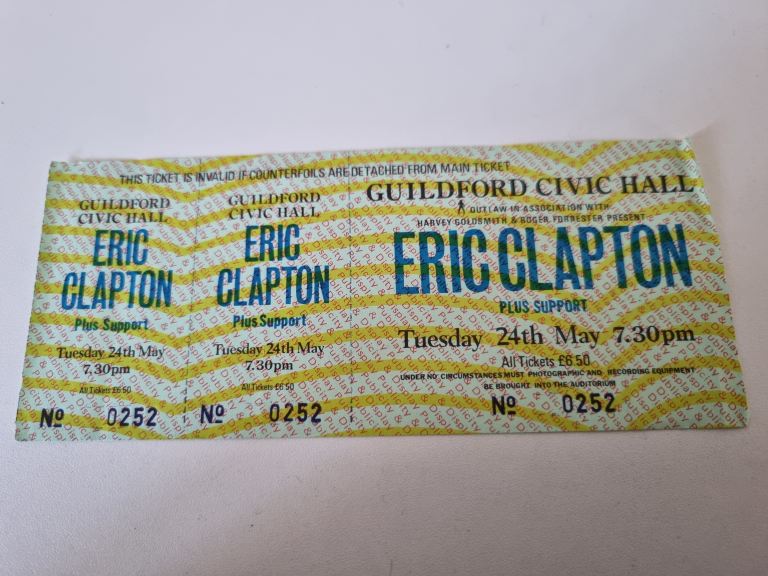 THIS TICKET IS INVALID IF COUNTERFOILS ARE DETACHED FROM MAIN TICKET
GUILDFORD
CIVIC HALL
ERIC
CLAPTON
Plus Support
Tuesday 24th May
7.30pm
All Tickets £6.50
No 0252
GUILDFORD
CIVIC HALL
ERIC
CLAPTON
Plus Support
Tuesday 24th May
7.30pm
All Tickets £6.50
No 0252
GUILDFORD CIVIC HALL
OUTLAW IN ASSOCIATION WITH
HARVEY GOLDSMITH & ROGER FORRESTER PRESENT
ERIC CLAPTON
PLUS SUPPORT
Tuesday 24th May 7.30pm
All Tickets £6.50
UNDER NO CIRCUMSTANCES MUST PHOTOGRAPHIC AND RECORDING EQUIPMENT
BE BROUGHT INTO THE AUDITORIUM
No 0252